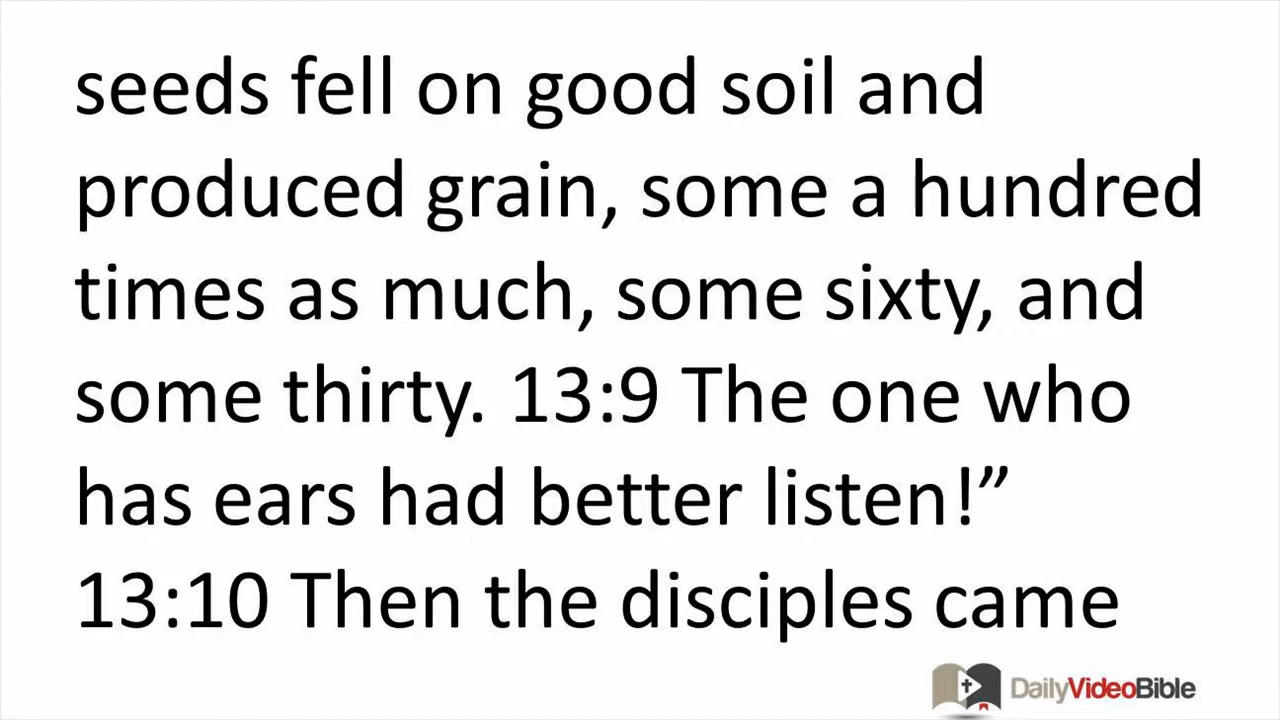 seeds fell on good soil and
produced grain, some a hundred
times as much, some sixty, and
some thirty. 13:9 The one who
has ears had better listen!”
13:10 Then the disciples came
DailyVideoBible